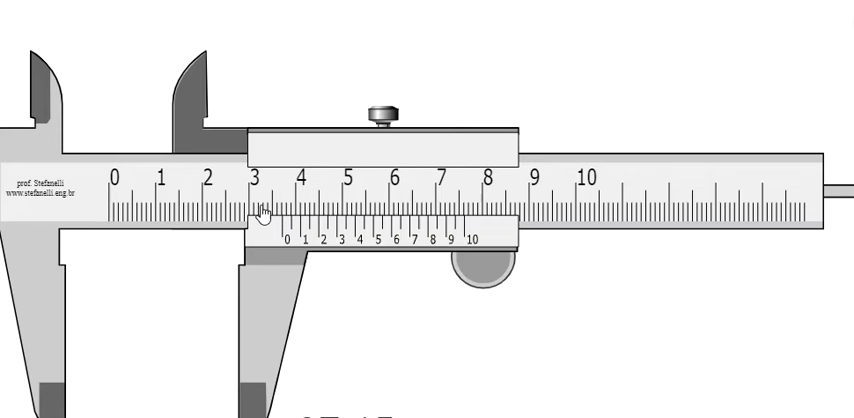 prof. Stefanelli
www.stefanelli.eng.br
0 1 2 3 4 5 6 7 8 9 10
0 1 2 3 4 5 6 7 8 9 10